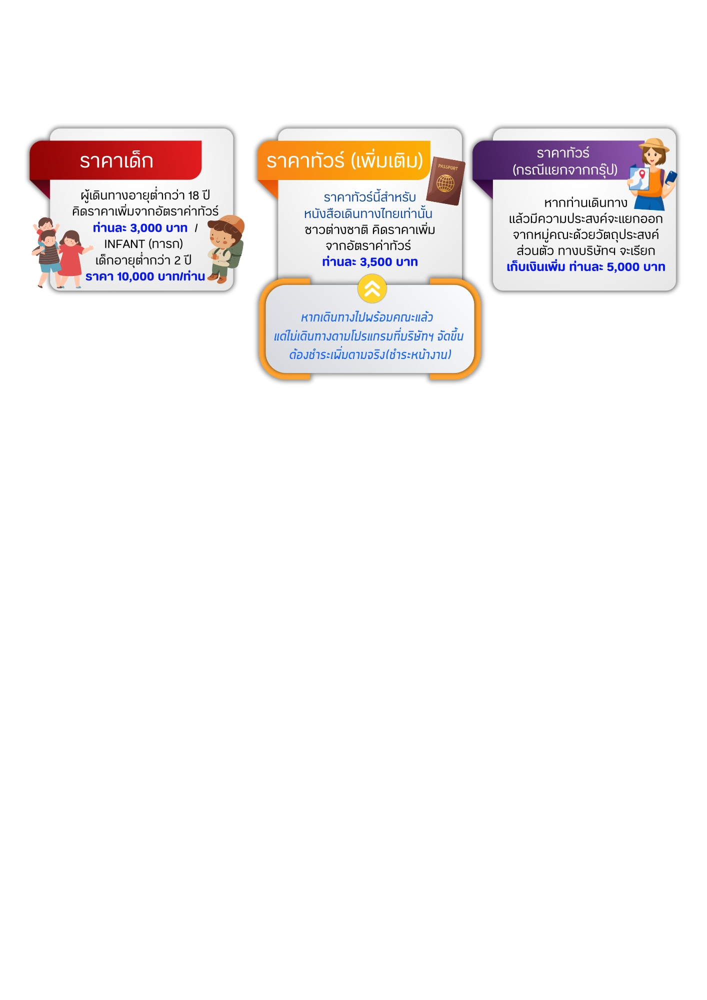 ราคาเด็ก
ผู้เดินทางอายุต่ำกว่า 18 ปี
คิดราคาเพิ่มจากอัตราค่าทัวร์
ท่านละ 3,000 บาท /
INFANT (ทารก)
เด็กอายุต่ำกว่า 2 ปี
ราคา 10,000 บาท/ท่าน
ราคาทัวร์ (เพิ่มเติม)
PASSPORT
ราคาทัวร์นี้สำหรับ
หนังสือเดินทางไทยเท่านั้น
ชาวต่างชาติ คิดราคาเพิ่ม
จากอัตราค่าทัวร์
ท่านละ 3,500 บาท
หากเดินทางไปพร้อมคณะแล้ว
แต่ไม่เดินทางตามโปรแกรมที่บริษัทฯ จัดขึ้น
ต้องชำระเพิ่มตามจริง(ชำระหน้างาน)
ราคาทัวร์
(กรณีแยกจากกรุ๊ป)
หากท่านเดินทาง
แล้วมีความประสงค์จะแยกออก
จากหมู่คณะด้วยวัตถุประสงค์
ส่วนตัว ทางบริษัทฯ จะเรียก
เก็บเงินเพิ่ม ท่านละ 5,000 บาท